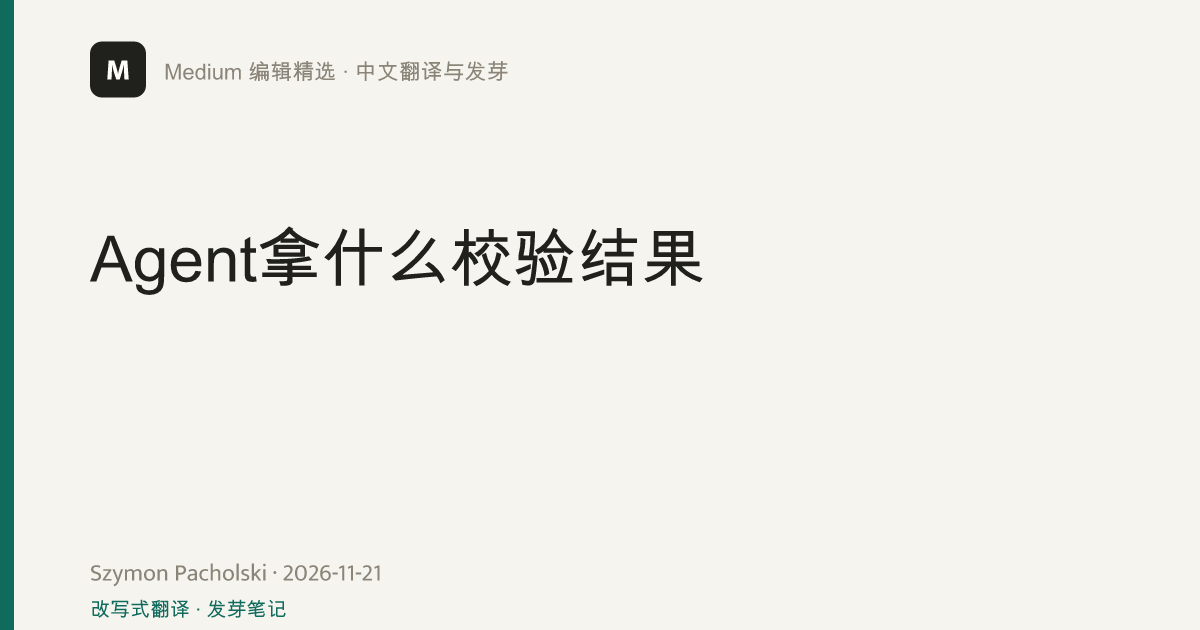 M
Medium 编辑精选 · 中文翻译与发芽
Agent拿什么校验结果
Szymon Pacholski · 2026-11-21
改写式翻译 · 发芽笔记